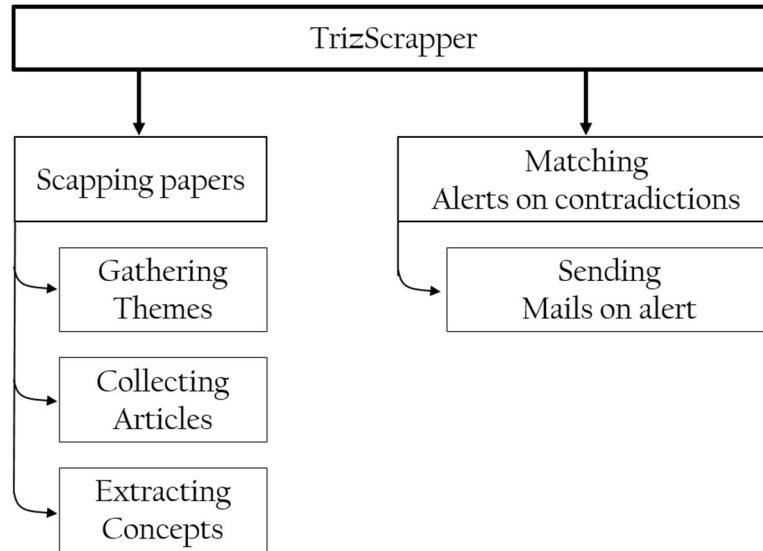 TrizScrapper
Scapping papers
Matching
Alerts on contradictions
Gathering
Themes
Sending
Mails on alert
Collecting
Articles
Extracting
Concepts